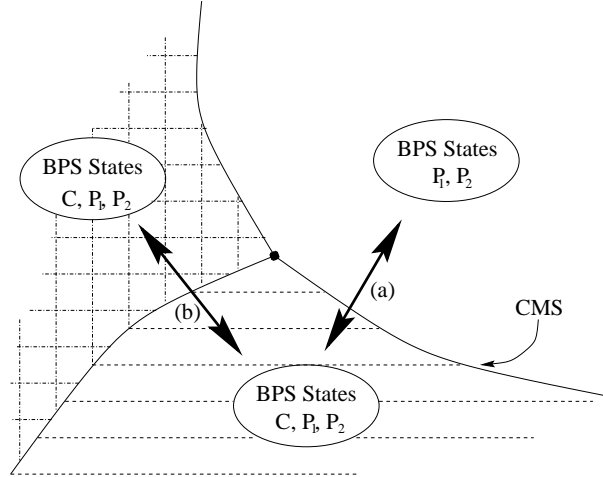 BPS States
P₁, P₂
BPS States
C, P₁, P₂
(a)
(b)
CMS
BPS States
C, P₁, P₂